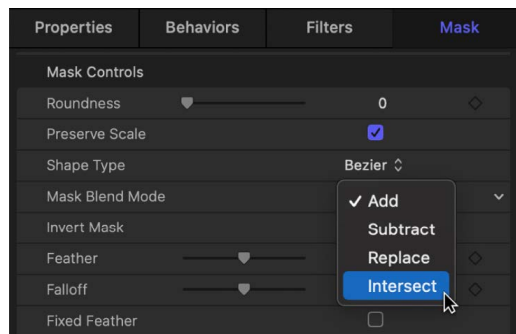 Properties Behaviors Filters Mask
Mask Controls
Roundness 0
Preserve Scale
Shape Type Bezier
Mask Blend Mode
Add
Invert Mask
Subtract
Feather
Replace
Falloff
Intersect
Fixed Feather